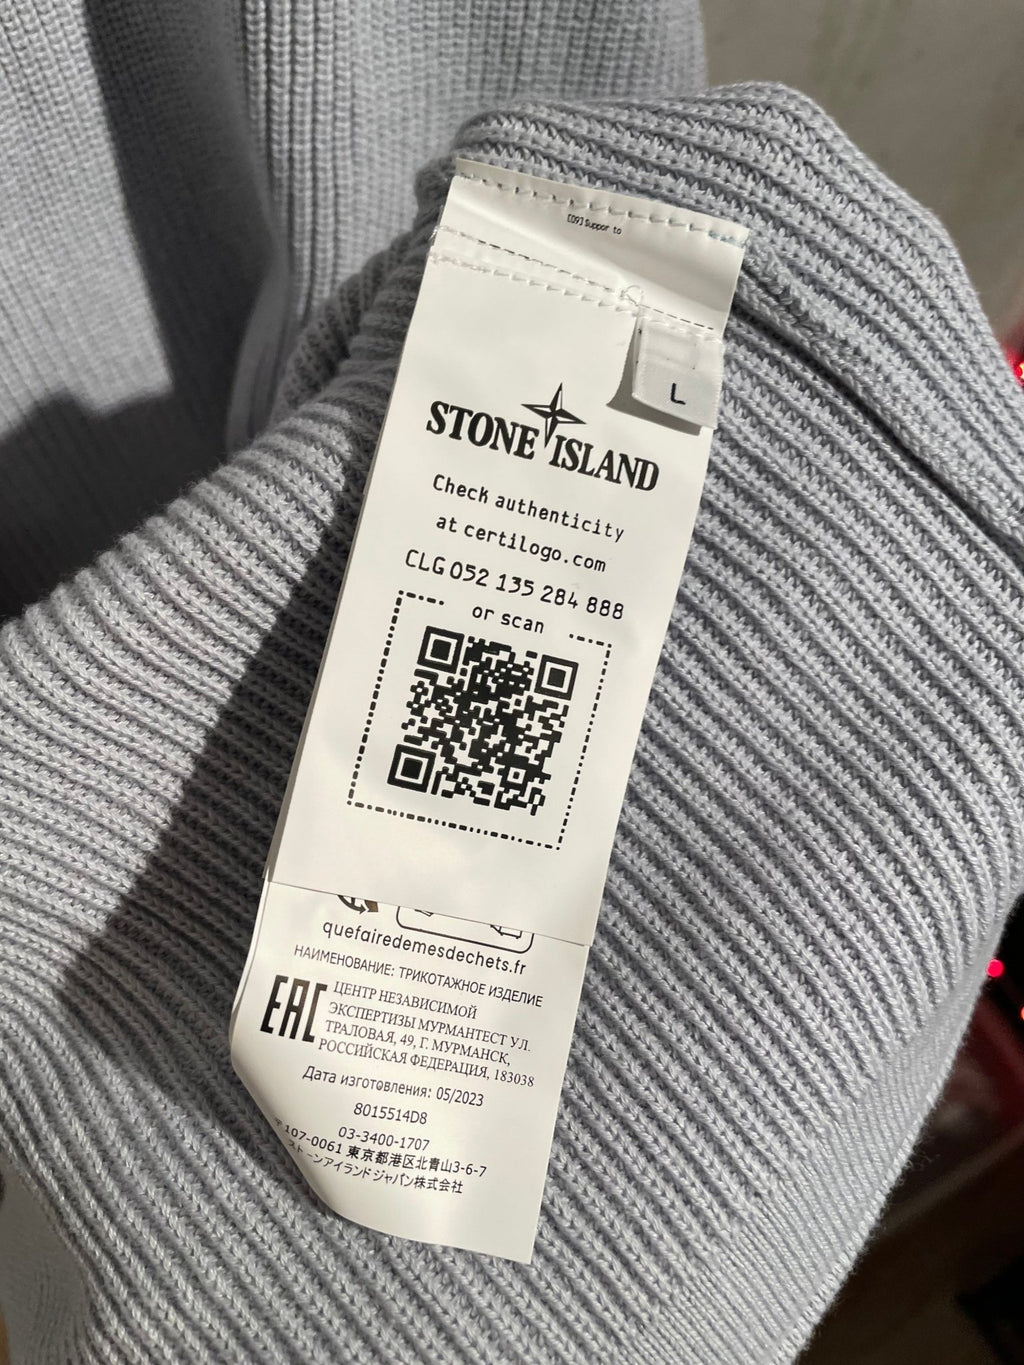 [09] Suppor to
L
STONE ISLAND
Check authenticity
at certilogo.com
CLG 052 135 284 888
or scan
quefairedemesdechets.fr
НАИМЕНОВАНИЕ: ТРИКОТАЖНОЕ ИЗДЕЛИЕ
EAC
ЦЕНТР НЕЗАВИСИМОЙ
ЭКСПЕРТИЗЫ МУРМАНТЕСТ УЛ.
ТРАЛОВАЯ, 49, Г. МУРМАНСК,
РОССИЙСКАЯ ФЕДЕРАЦИЯ, 183038
Дата изготовления: 05/2023
8015514D8
03-3400-1707
〒107-0061 東京都港区北青山3-6-7
ストーンアイランドジャパン株式会社